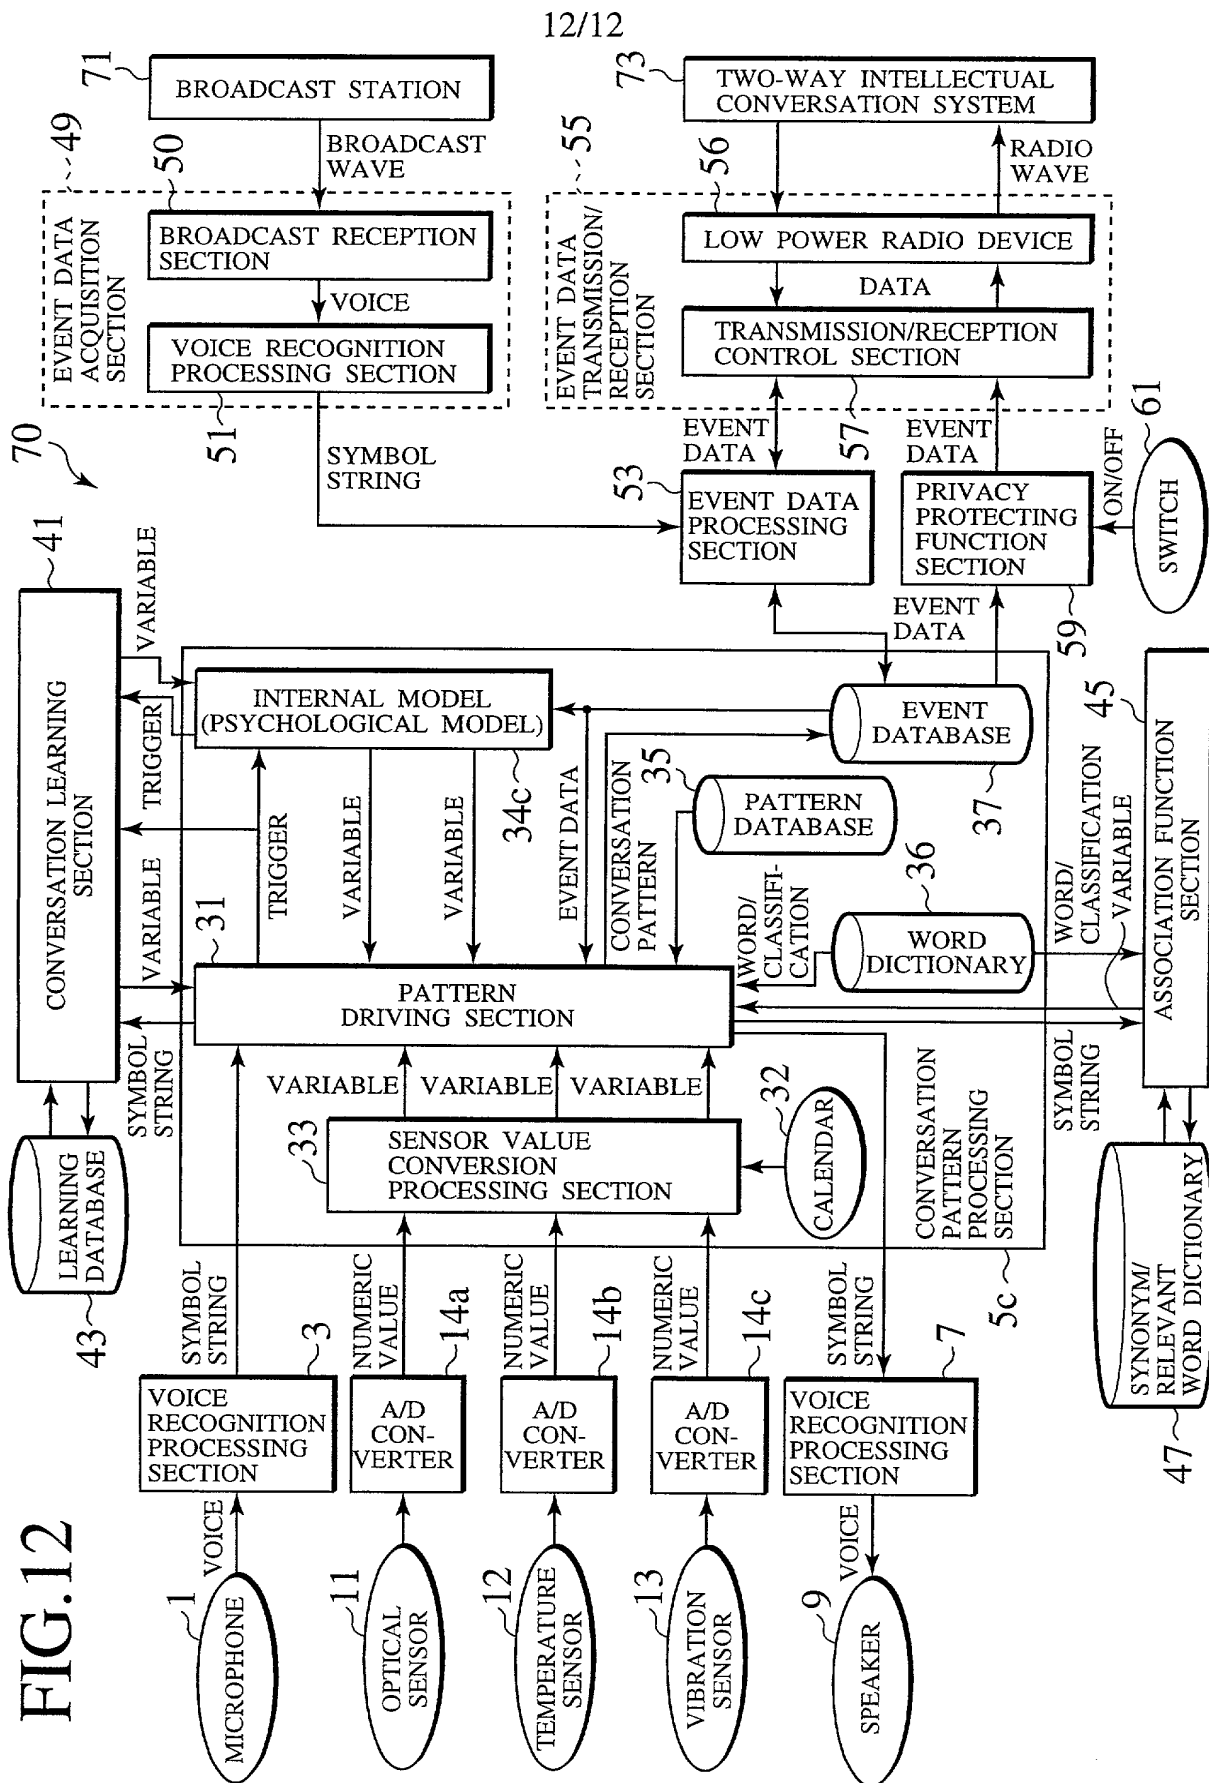 12/12
FIG.12
70
1
MICROPHONE
VOICE
3
VOICE
RECOGNITION
PROCESSING
SECTION
SYMBOL
STRING
11
OPTICAL
SENSOR
14a
A/D
CON-
VERTER
NUMERIC
VALUE
12
TEMPERATURE
SENSOR
14b
A/D
CON-
VERTER
NUMERIC
VALUE
13
VIBRATION
SENSOR
14c
A/D
CON-
VERTER
NUMERIC
VALUE
9
SPEAKER
VOICE
7
VOICE
RECOGNITION
PROCESSING
SECTION
SYMBOL
STRING
43
LEARNING
DATABASE
41
CONVERSATION LEARNING
SECTION
SYMBOL
STRING
VARIABLE
TRIGGER
VARIABLE
33
SENSOR VALUE
CONVERSION
PROCESSING SECTION
VARIABLE
VARIABLE
VARIABLE
32
CALENDAR
CONVERSATION
PATTERN
PROCESSING
SECTION
5c
31
PATTERN
DRIVING SECTION
TRIGGER
VARIABLE
VARIABLE
EVENT DATA
CONVERSATION
PATTERN
WORD/
CLASSIFI-
CATION
INTERNAL MODEL
(PSYCHOLOGICAL MODEL)
34c
35
PATTERN
DATABASE
36
WORD
DICTIONARY
EVENT
DATABASE
37
47
SYNONYM/
RELEVANT
WORD DICTIONARY
45
ASSOCIATION FUNCTION
SECTION
SYMBOL
STRING
WORD/
CLASSIFICATION
VARIABLE
71
BROADCAST STATION
BROADCAST
WAVE
49
EVENT DATA
ACQUISITION
SECTION
50
BROADCAST RECEPTION
SECTION
VOICE
VOICE RECOGNITION
PROCESSING SECTION
51
SYMBOL
STRING
53
EVENT DATA
PROCESSING
SECTION
EVENT
DATA
EVENT
DATA
59
PRIVACY
PROTECTING
FUNCTION
SECTION
EVENT
DATA
ON/OFF
61
SWITCH
55
EVENT DATA
TRANSMISSION/
RECEPTION
SECTION
TRANSMISSION/RECEPTION
CONTROL SECTION
57
DATA
56
LOW POWER RADIO DEVICE
RADIO
WAVE
73
TWO-WAY INTELLECTUAL
CONVERSATION SYSTEM